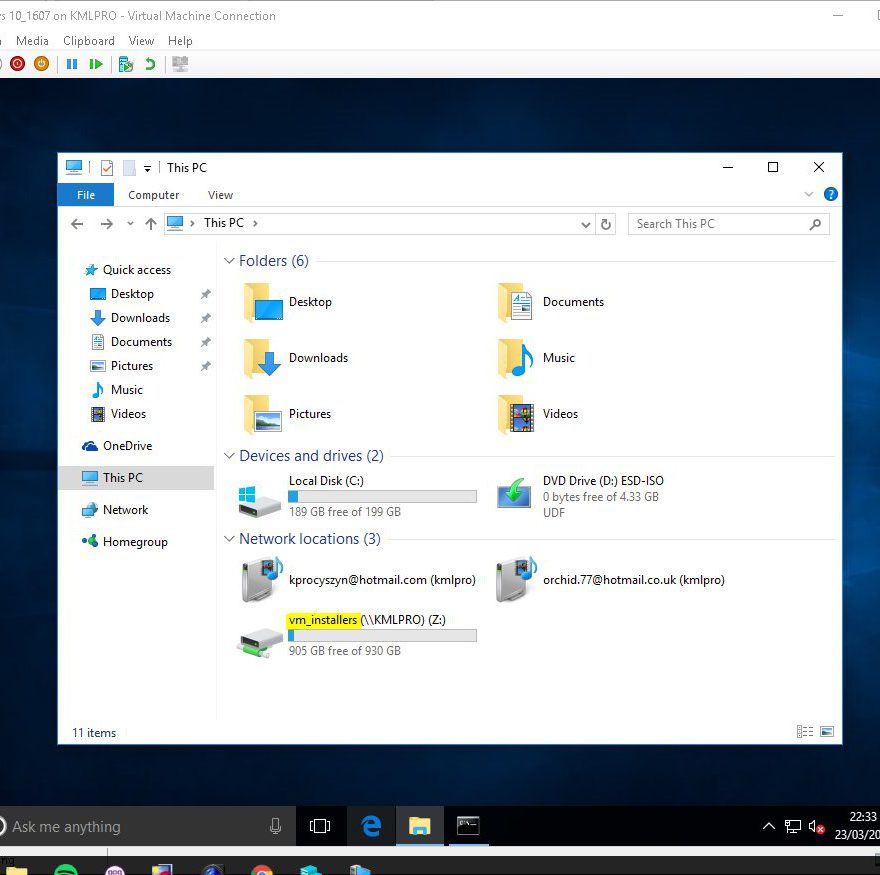 s 10_1607 on KMLPRO - Virtual Machine Connection
Media Clipboard View Help
This PC
File Computer View
This PC
Search This PC
Quick access
Desktop
Downloads
Documents
Pictures
Music
Videos
OneDrive
This PC
Network
Homegroup
Folders (6)
Desktop
Documents
Downloads
Music
Pictures
Videos
Devices and drives (2)
Local Disk (C:)
189 GB free of 199 GB
DVD Drive (D:) ESD-ISO
0 bytes free of 4.33 GB
UDF
Network locations (3)
kprocyszyn@hotmail.com (kmlpro)
orchid.77@hotmail.co.uk (kmlpro)
vm_installers (\\KMLPRO) (Z:)
905 GB free of 930 GB
11 items
Ask me anything
22:33
23/03/20